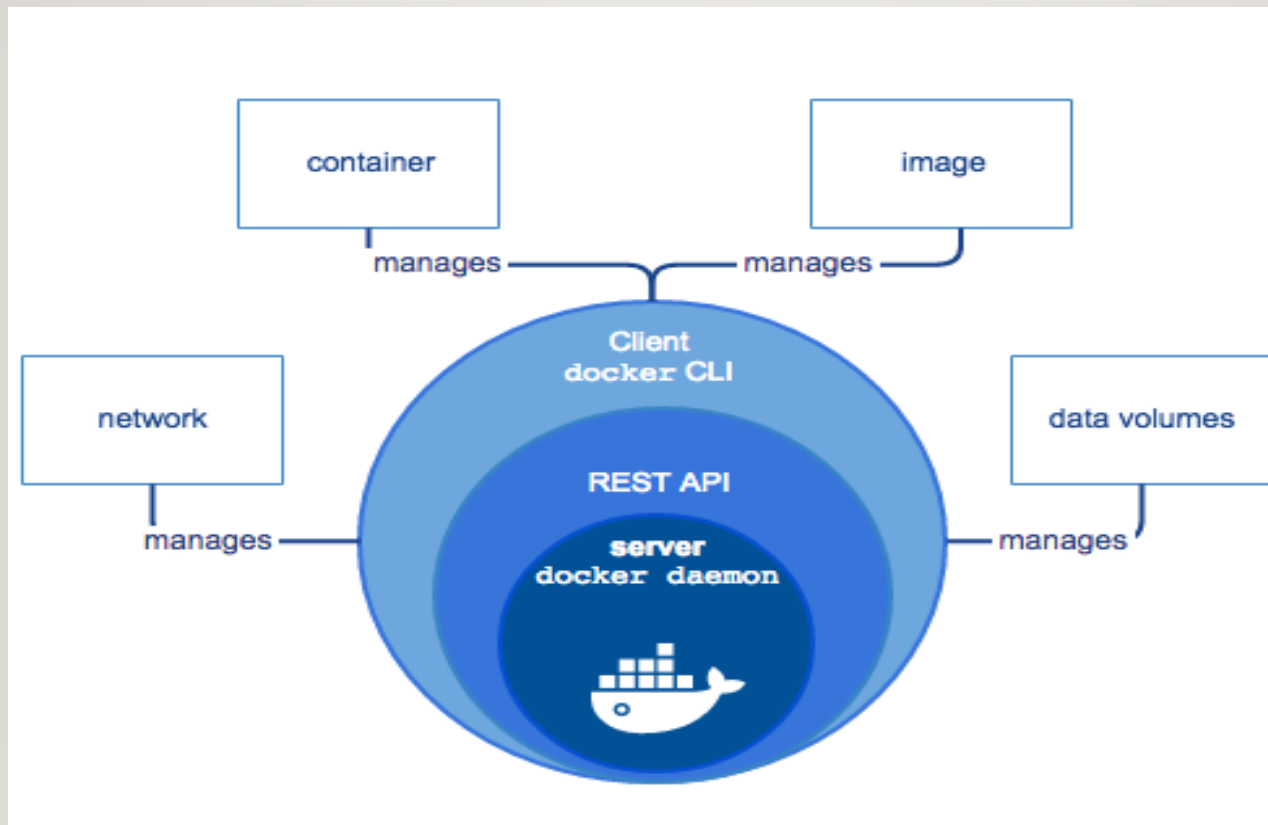 container
image
manages
manages
Client
docker CLI
network
data volumes
REST API
manages
server
docker daemon
manages